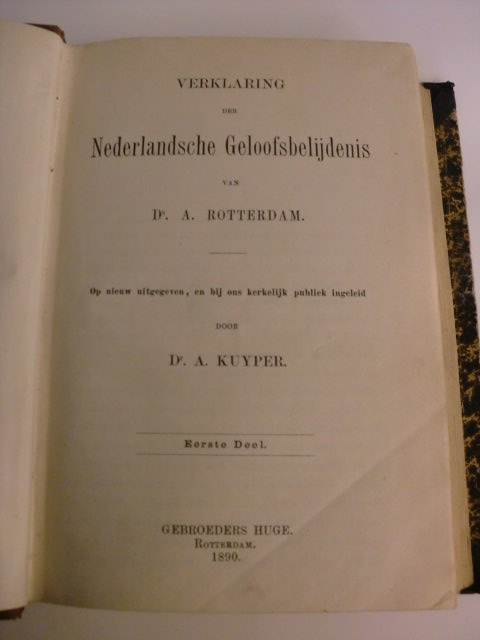 VERKLARING
DER
Nederlandsche Geloofsbelijdenis
VAN
Dr. A. ROTTERDAM.
Op nieuw uitgegeven, en bij ons kerkelijk publiek ingeleid
DOOR
Dr. A. KUYPER.
Eerste Deel.
GEBROEDERS HUGE.
ROTTERDAM.
1890.